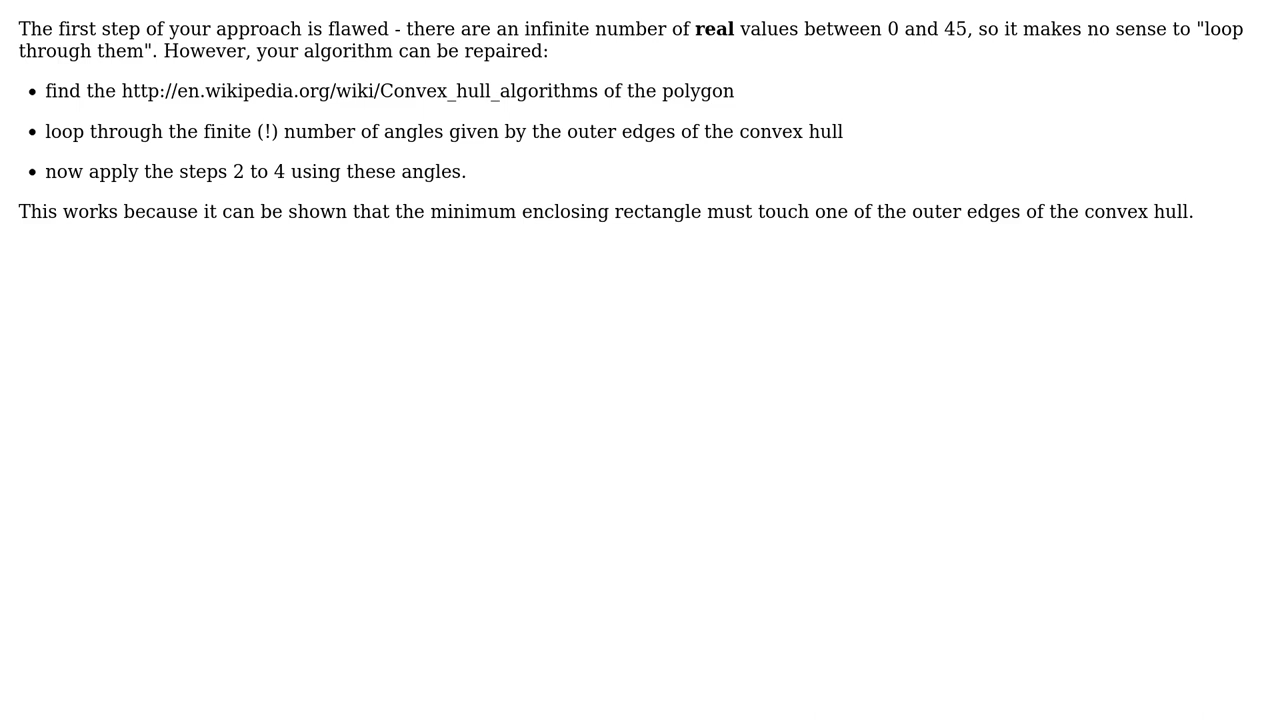 The first step of your approach is flawed - there are an infinite number of real values between 0 and 45, so it makes no sense to "loop
through them". However, your algorithm can be repaired:
• find the http://en.wikipedia.org/wiki/Convex_hull_algorithms of the polygon
• loop through the finite (!) number of angles given by the outer edges of the convex hull
• now apply the steps 2 to 4 using these angles.
This works because it can be shown that the minimum enclosing rectangle must touch one of the outer edges of the convex hull.